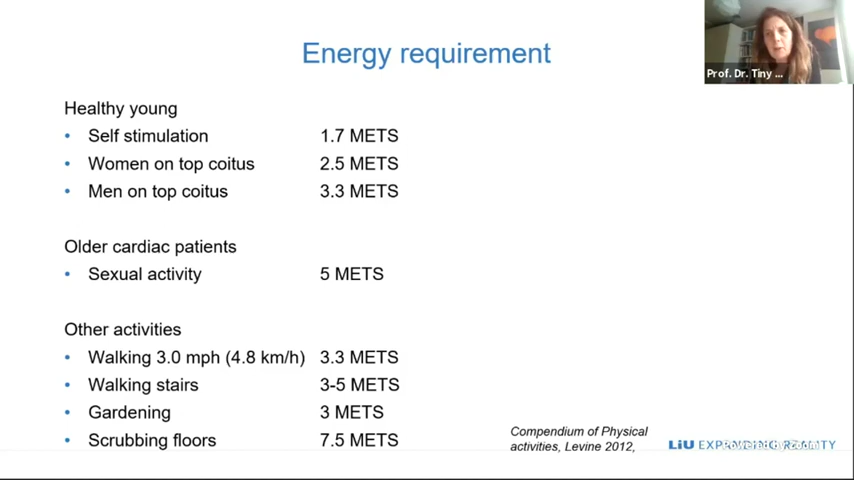 Energy requirement
Prof. Dr. Tiny ...
Healthy young
• Self stimulation 1.7 METS
• Women on top coitus 2.5 METS
• Men on top coitus 3.3 METS
Older cardiac patients
• Sexual activity 5 METS
Other activities
• Walking 3.0 mph (4.8 km/h) 3.3 METS
• Walking stairs 3-5 METS
• Gardening 3 METS
• Scrubbing floors 7.5 METS
Compendium of Physical
activities, Levine 2012,
LiU EXPANDING REALITY